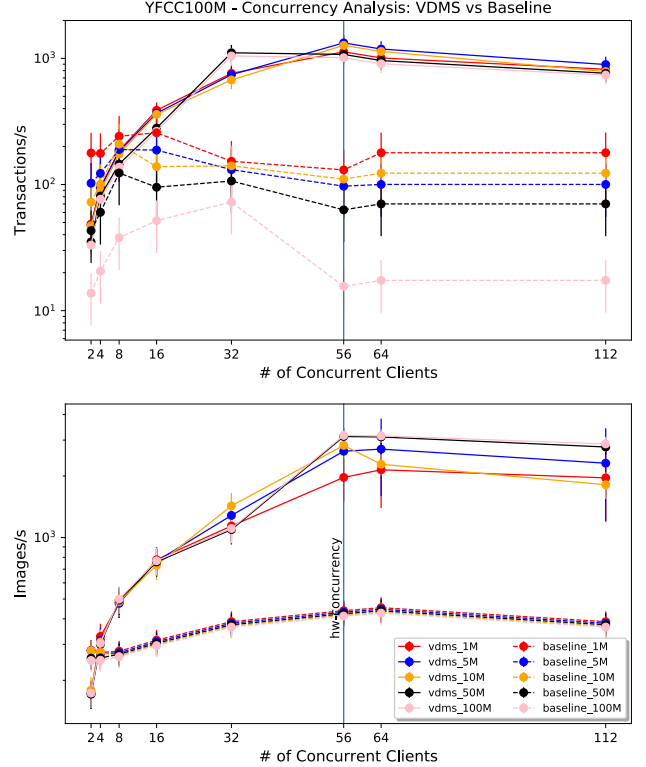 YFCC100M - Concurrency Analysis: VDMS vs Baseline
Transactions/s
10³
10²
10¹
2 4 8 16 32 56 64 112
# of Concurrent Clients
Images/s
10³
hw-concurrency
vdms_1M baseline_1M
vdms_5M baseline_5M
vdms_10M baseline_10M
vdms_50M baseline_50M
vdms_100M baseline_100M
2 4 8 16 32 56 64 112
# of Concurrent Clients